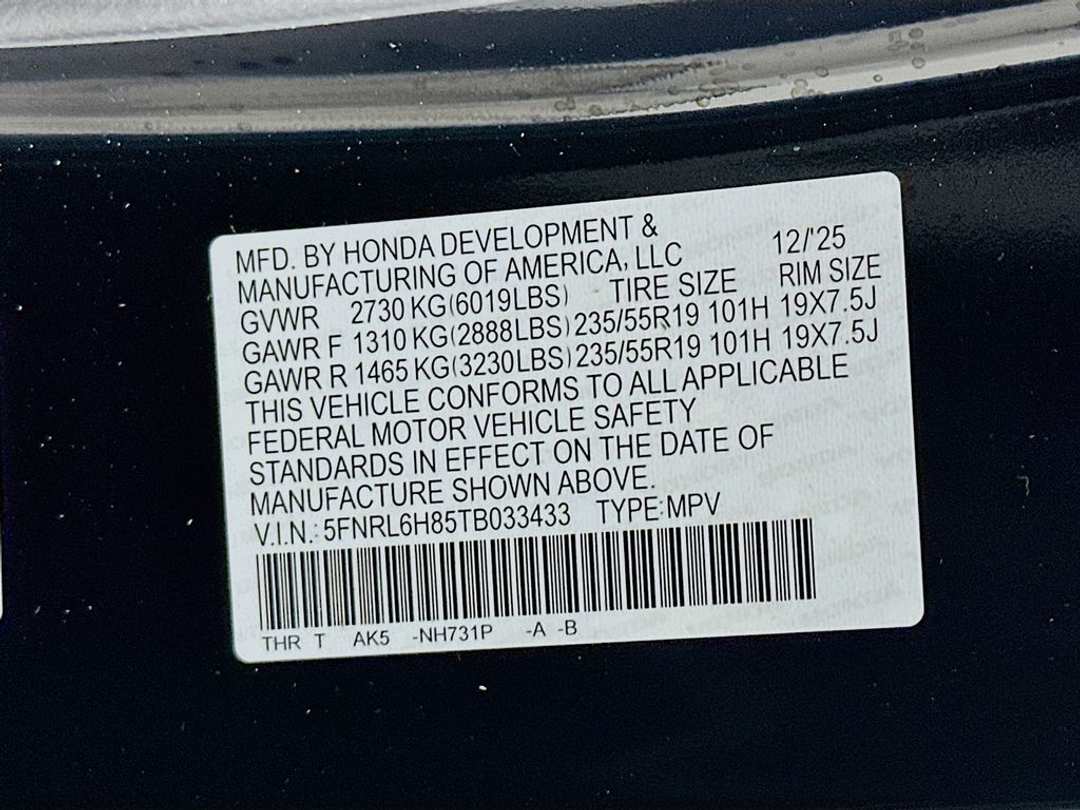 MFD. BY HONDA DEVELOPMENT &
MANUFACTURING OF AMERICA, LLC 12/'25
GVWR 2730 KG(6019LBS) TIRE SIZE RIM SIZE
GAWR F 1310 KG(2888LBS) 235/55R19 101H 19X7.5J
GAWR R 1465 KG(3230LBS) 235/55R19 101H 19X7.5J
THIS VEHICLE CONFORMS TO ALL APPLICABLE
FEDERAL MOTOR VEHICLE SAFETY
STANDARDS IN EFFECT ON THE DATE OF
MANUFACTURE SHOWN ABOVE.
V.I.N.: 5FNRL6H85TB033433 TYPE:MPV
THR T AK5 -NH731P -A -B